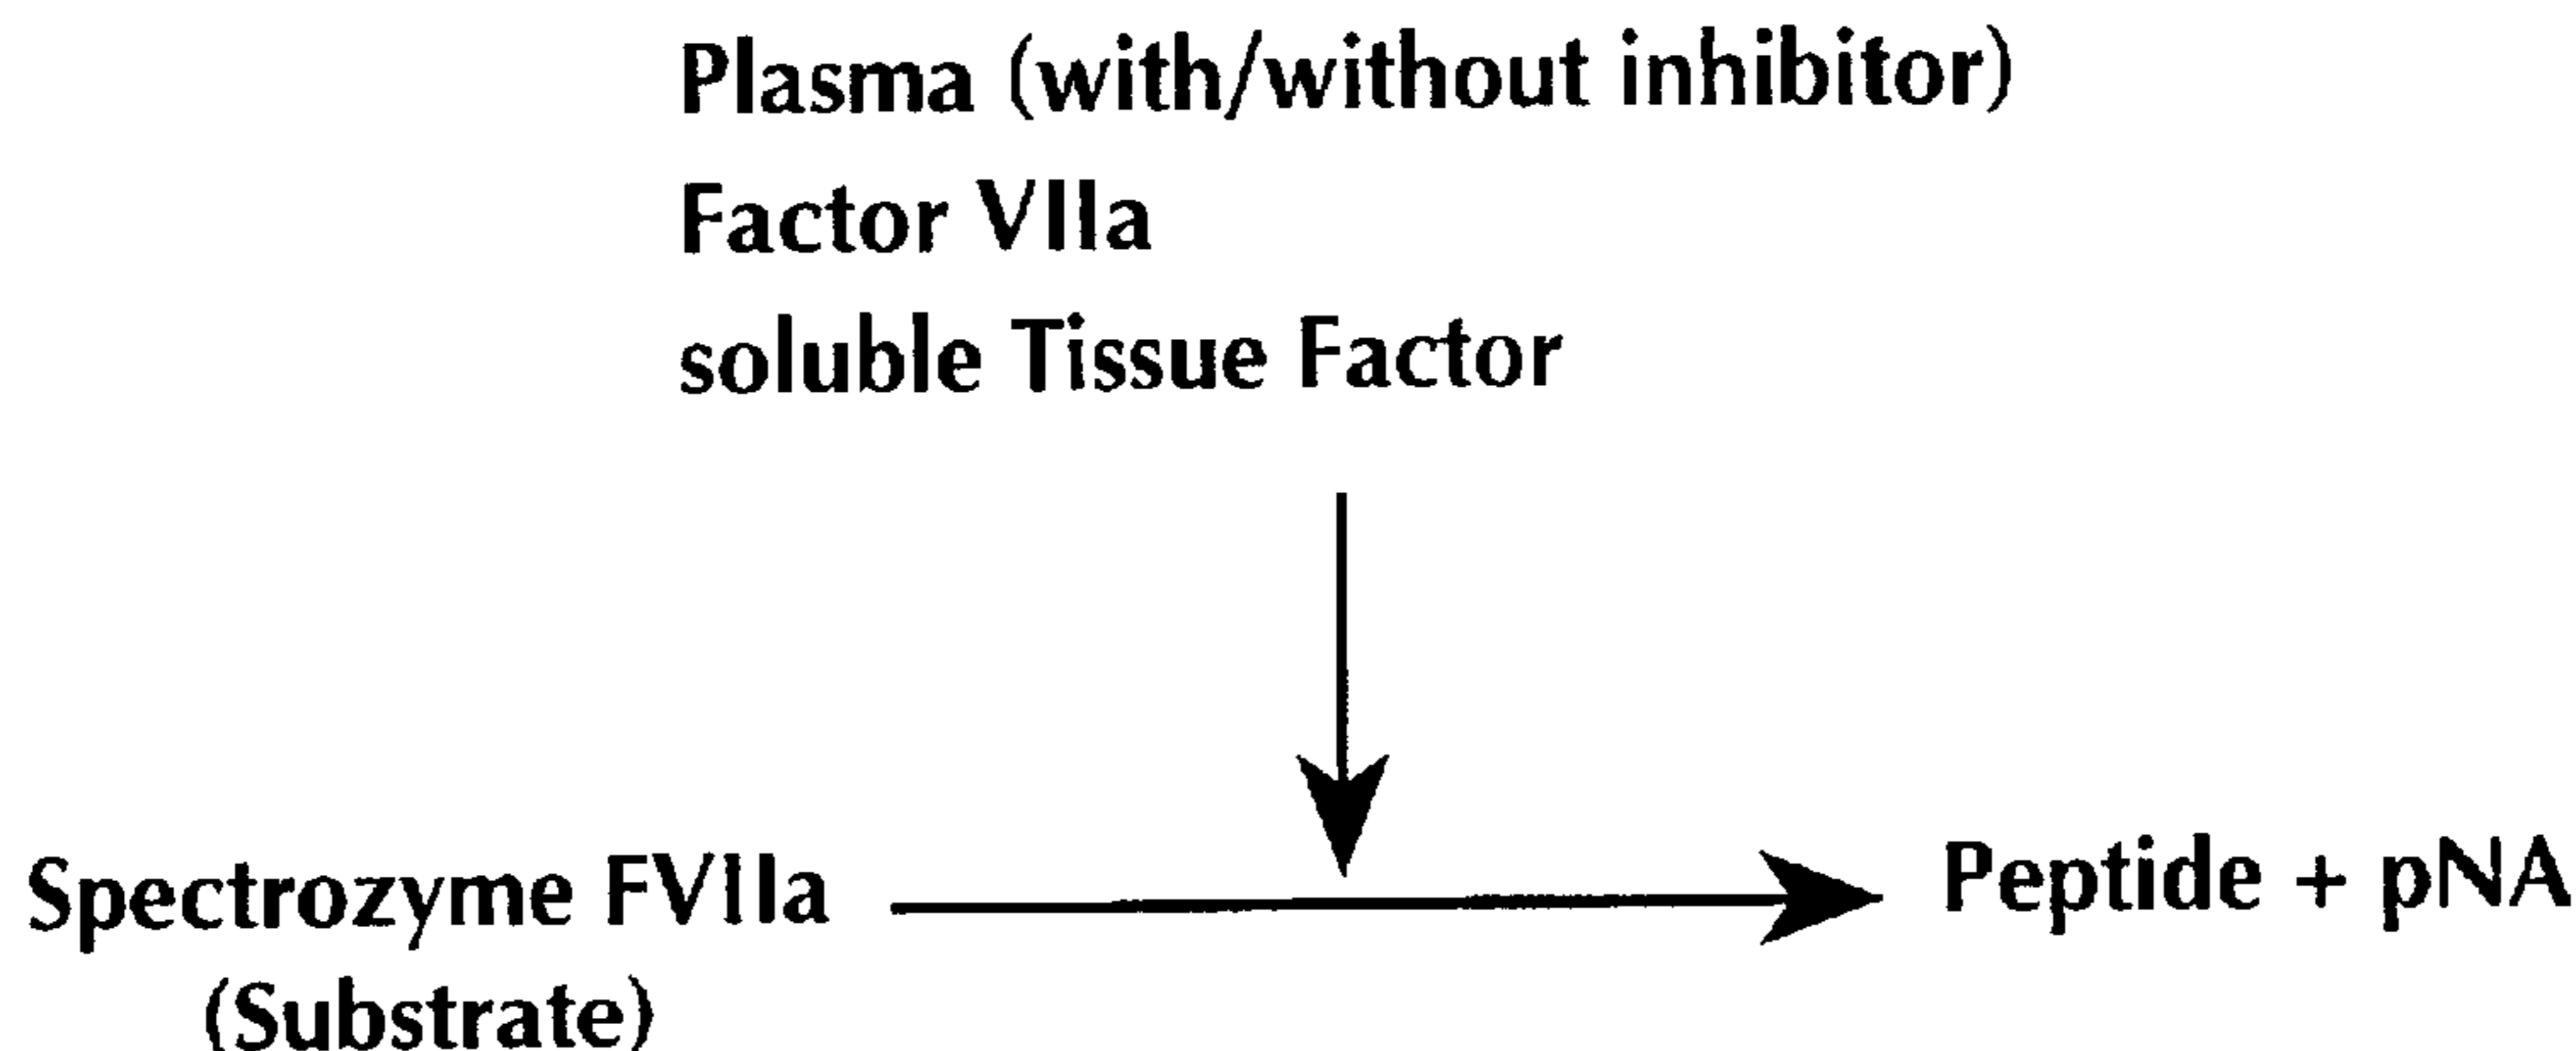 Plasma (with/without inhibitor)
Factor VIIa
soluble Tissue Factor
Spectrozyme FVIIa
(Substrate)
Peptide + pNA